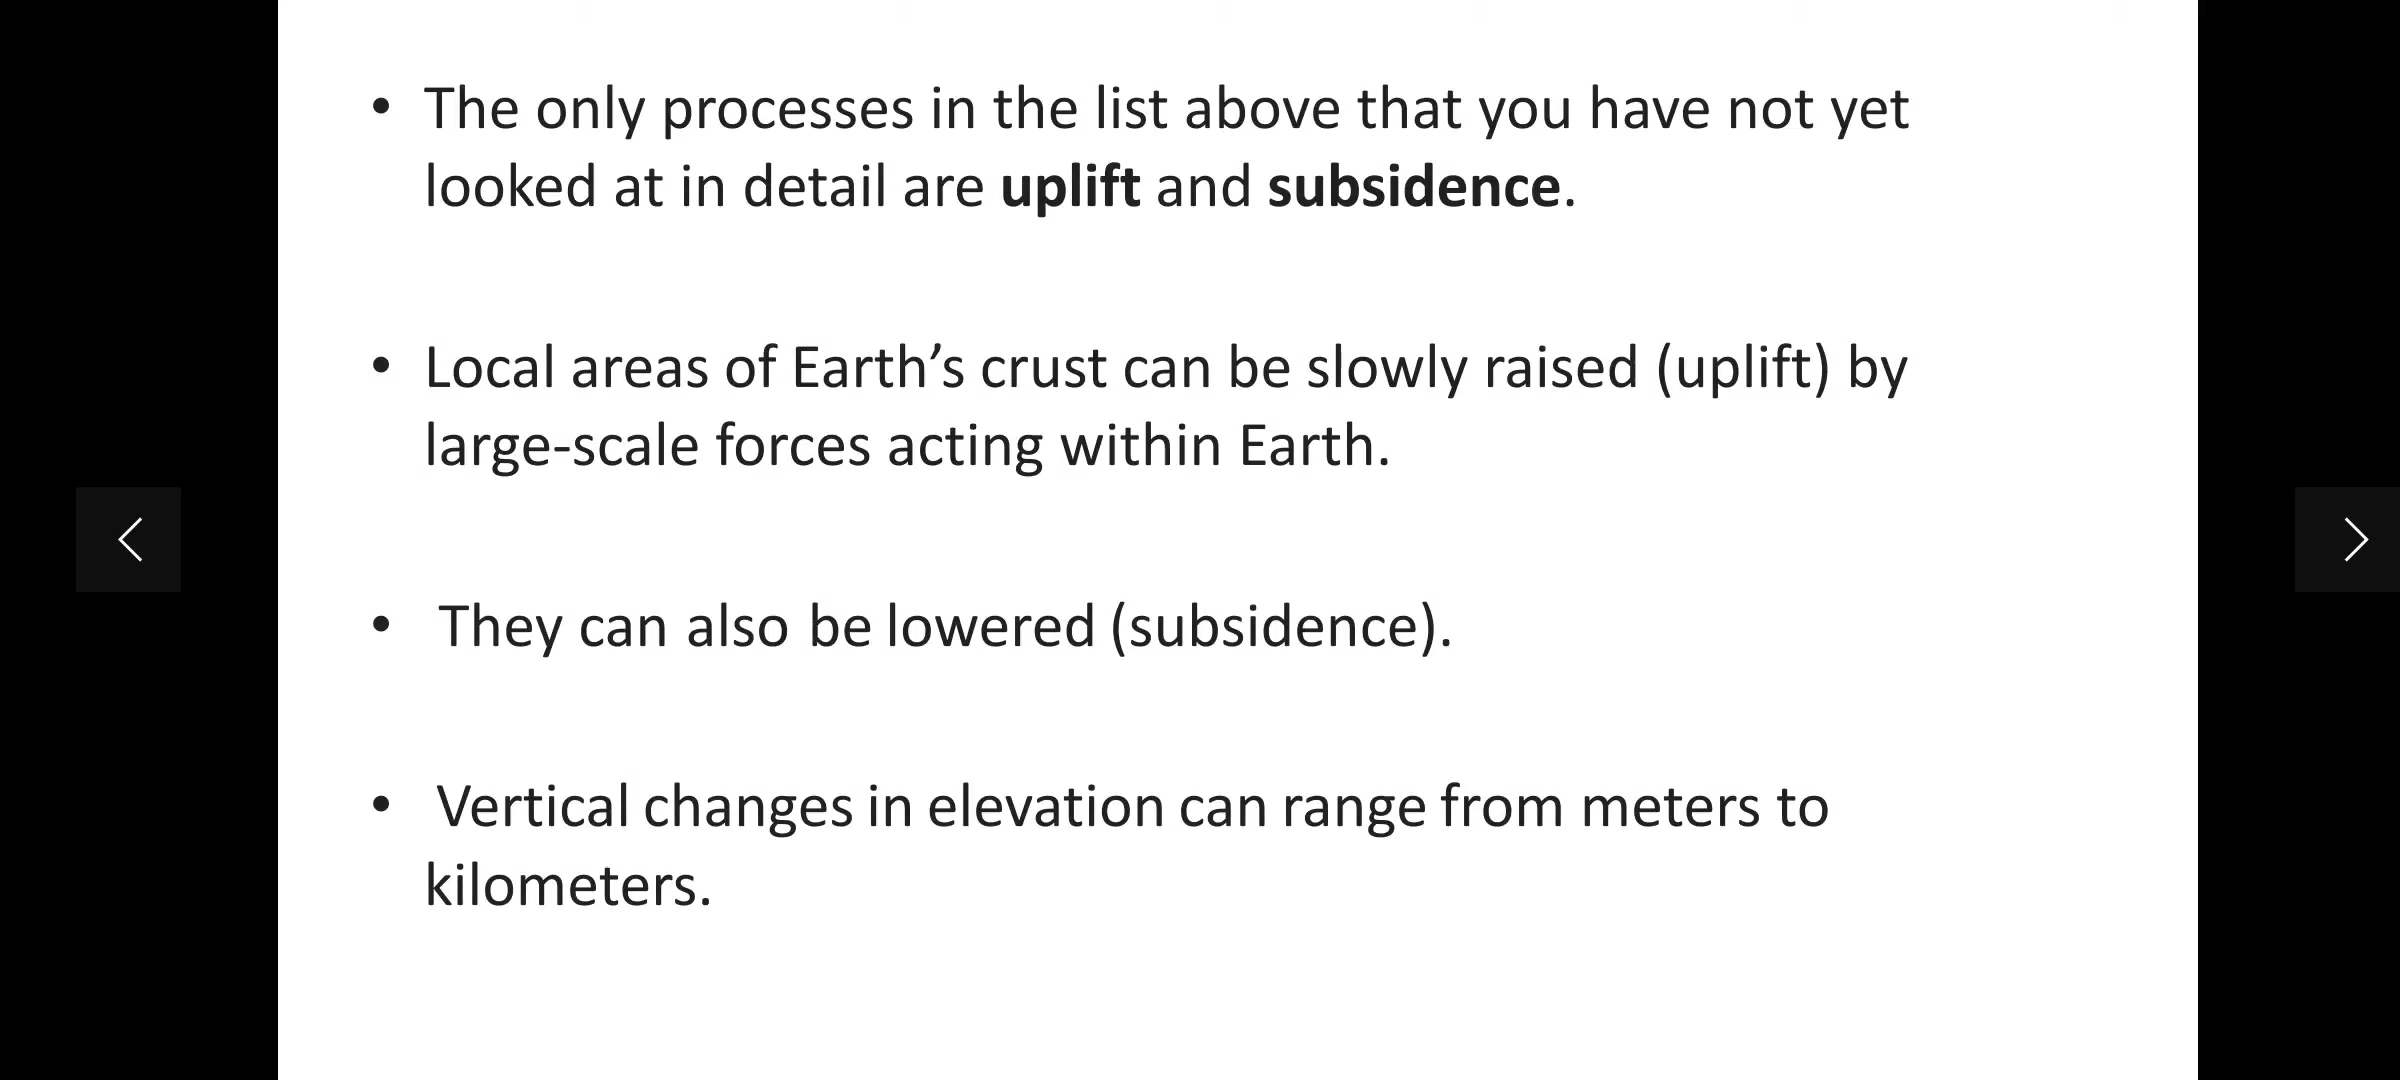 • The only processes in the list above that you have not yet
looked at in detail are uplift and subsidence.
• Local areas of Earth’s crust can be slowly raised (uplift) by
large-scale forces acting within Earth.
• They can also be lowered (subsidence).
• Vertical changes in elevation can range from meters to
kilometers.